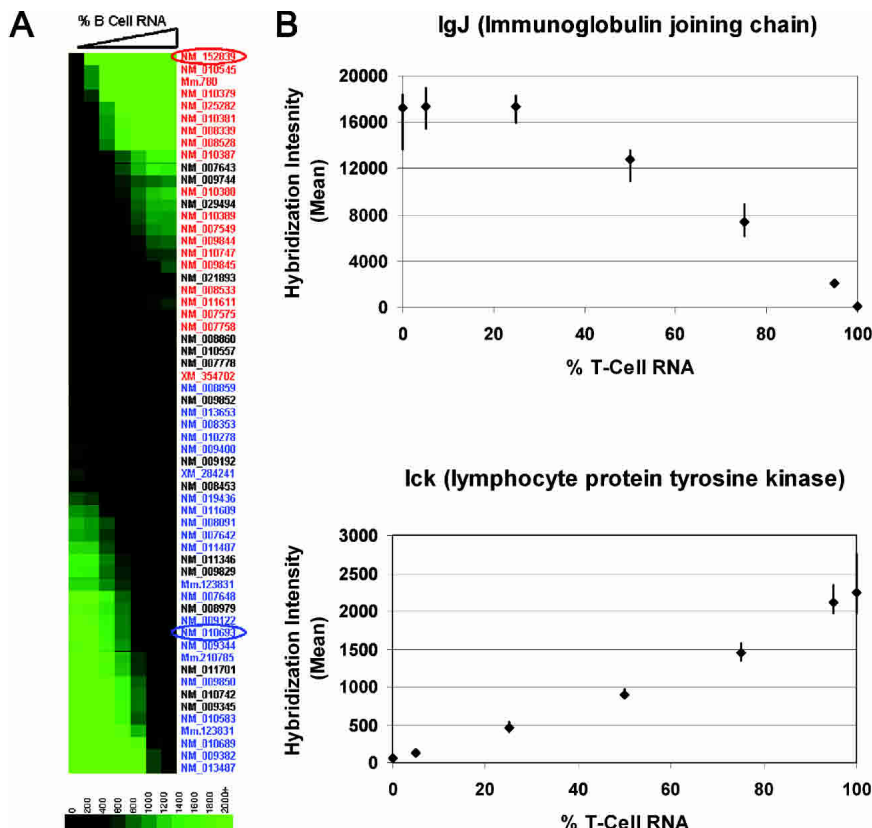 A
% B Cell RNA
NM_152839
NM_010545
Mm.780
NM_010379
NM_025282
NM_010381
NM_008339
NM_008528
NM_010387
NM_007643
NM_009744
NM_010380
NM_029494
NM_010389
NM_007549
NM_009844
NM_010747
NM_009845
NM_021893
NM_008533
NM_011611
NM_007575
NM_007758
NM_008860
NM_010557
NM_007778
XM_354702
NM_008859
NM_009852
NM_013653
NM_008353
NM_010278
NM_009400
NM_009192
XM_284241
NM_008453
NM_019436
NM_011609
NM_008091
NM_007642
NM_011487
NM_011346
NM_009829
Mm.123831
NM_007648
NM_008979
NM_009122
NM_010693
NM_009344
Mm.210785
NM_011701
NM_009850
NM_010742
NM_009345
NM_010583
Mm.123831
NM_010689
NM_009382
NM_013487
0
200
400
600
800
1000
1200
1400
1600
1800
2000+
B
IgJ (Immunoglobulin joining chain)
Hybridization Intesnity
(Mean)
20000
16000
12000
8000
4000
0
0 20 40 60 80 100
% T-Cell RNA
lck (lymphocyte protein tyrosine kinase)
Hybridization Intensity
(Mean)
3000
2500
2000
1500
1000
500
0
0 20 40 60 80 100
% T-Cell RNA